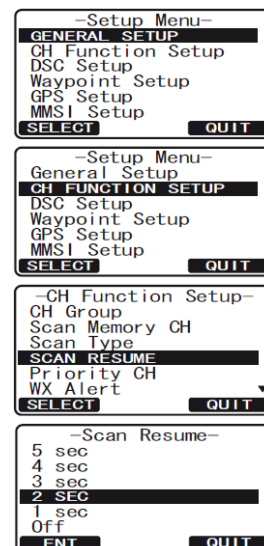 -Setup Menu-
GENERAL SETUP
CH Function Setup
DSC Setup
Waypoint Setup
GPS Setup
MMSI Setup
SELECT QUIT
-Setup Menu-
General Setup
CH FUNCTION SETUP
DSC Setup
Waypoint Setup
GPS Setup
MMSI Setup
SELECT QUIT
-CH Function Setup-
CH Group
Scan Memory CH
Scan Type
SCAN RESUME
Priority CH
WX Alert
SELECT QUIT
-Scan Resume-
5 sec
4 sec
3 sec
2 SEC
1 sec
Off
ENT QUIT